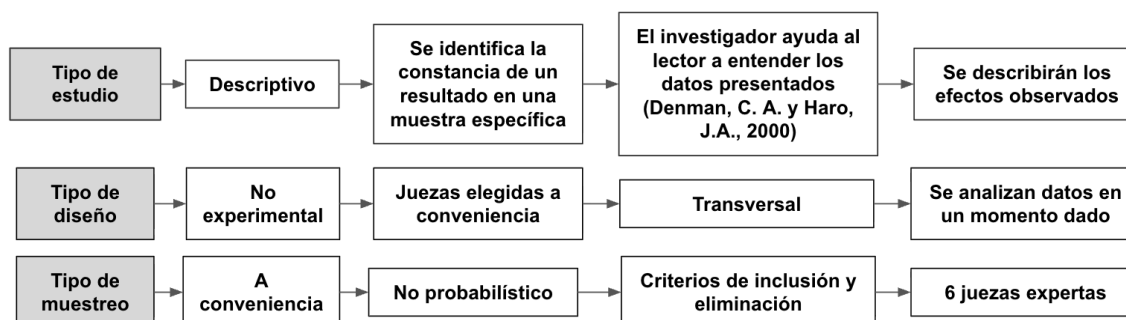 Tipo de
estudio
Descriptivo
Se identifica la
constancia de un
resultado en una
muestra específica
El investigador ayuda al
lector a entender los
datos presentados
(Denman, C. A. y Haro,
J.A., 2000)
Se describirán los
efectos observados
Tipo de
diseño
No
experimental
Juezas elegidas a
conveniencia
Transversal
Se analizan datos en
un momento dado
Tipo de
muestreo
A
conveniencia
No probabilístico
Criterios de inclusión y
eliminación
6 juezas expertas